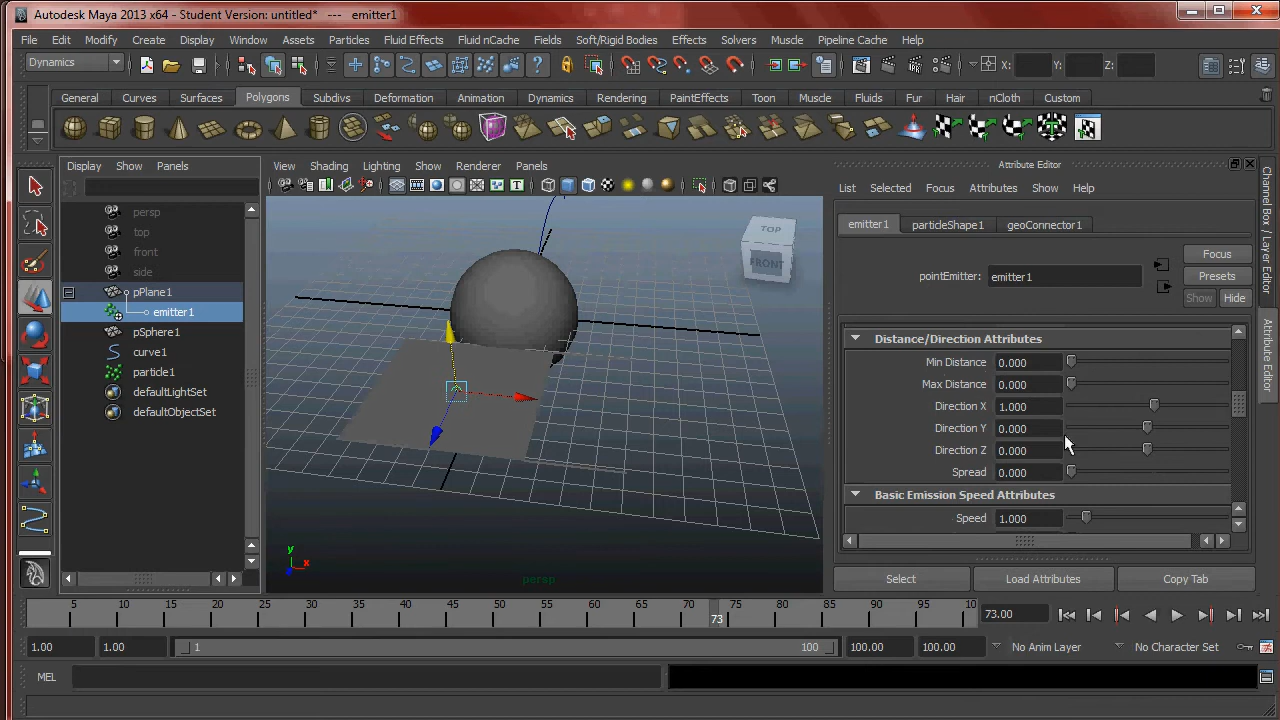 Autodesk Maya 2013 x64 - Student Version: untitled* --- emitter1
File Edit Modify Create Display Window Assets Particles Fluid Effects Fluid nCache Fields Soft/Rigid Bodies Effects Solvers Muscle Pipeline Cache Help
Dynamics X: Y: Z:
General Curves Surfaces Polygons Subdivs Deformation Animation Dynamics Rendering PaintEffects Toon Muscle Fluids Fur Hair nCloth Custom
Display Show Panels
View Shading Lighting Show Renderer Panels
Attribute Editor
List Selected Focus Attributes Show Help
persp
top
front
side
pPlane1
emitter1
pSphere1
curve1
particle1
defaultLightSet
defaultObjectSet
TOP
FRONT
y
x
persp
emitter1 particleShape1 geoConnector1
Focus
pointEmitter: emitter1 Presets
Show Hide
Distance/Direction Attributes
Min Distance 0.000
Max Distance 0.000
Direction X 1.000
Direction Y 0.000
Direction Z 0.000
Spread 0.000
Basic Emission Speed Attributes
Speed 1.000
Select Load Attributes Copy Tab
Channel Box / Layer Editor
Attribute Editor
5 10 15 20 25 30 35 40 45 50 55 60 65 70 73 75 80 85 90 95 10 73.00
1.00 1.00 1 100 100.00 100.00 No Anim Layer No Character Set
MEL